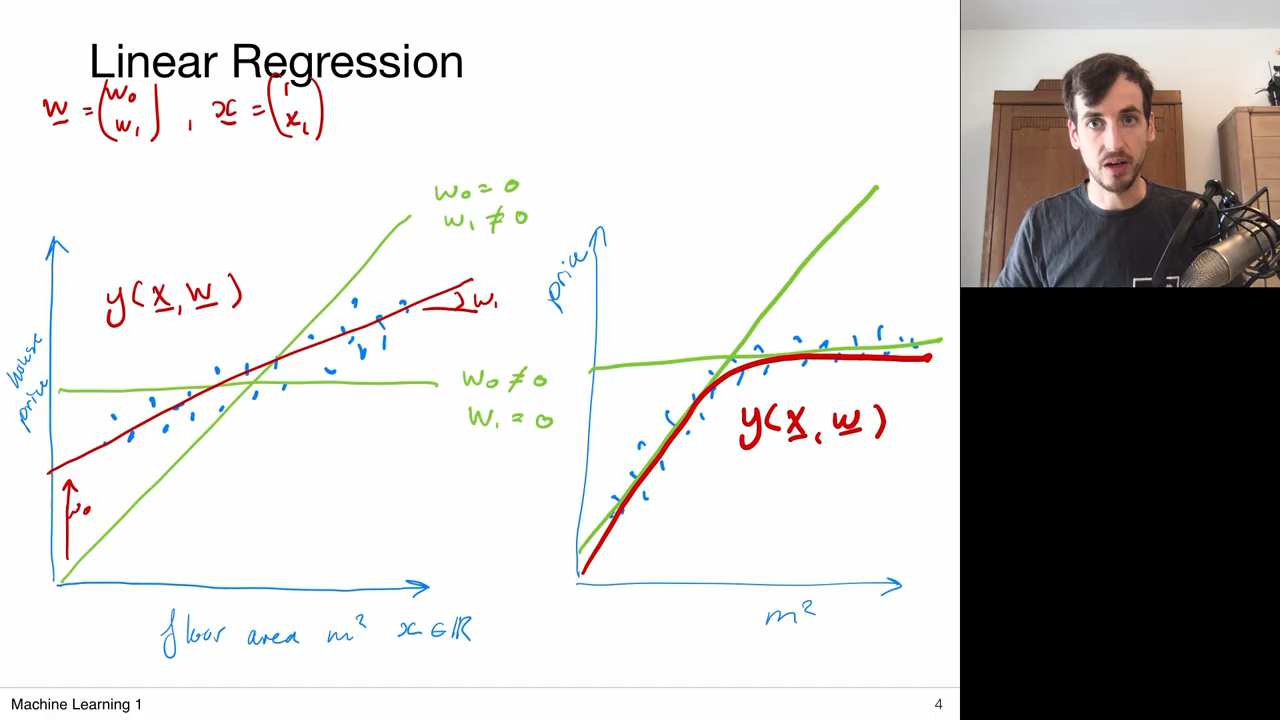 Linear Regression
w = (w₀ w₁) , x = (1 x₁)
w₀ = 0
w₁ ≠ 0
y(x, w)
w₁
house price
w₀ ≠ 0
w₁ = 0
w₀
floor area m² x ∈ ℝ
price
y(x, w)
m²
Machine Learning 1
4